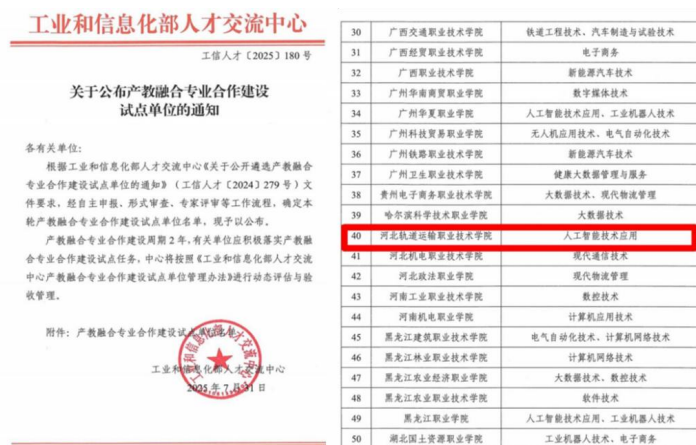 工业和信息化部人才交流中心
工信人才〔2025〕180 号
关于公布产教融合专业合作建设
试点单位的通知
各有关单位：
根据工业和信息化部人才交流中心《关于公开遴选产教融合
专业合作建设试点单位的通知》（工信人才〔2024〕279 号）文
件要求，经自主申报、形式审查、专家评审等工作流程，确定本
轮产教融合专业合作建设试点单位名单，现予以公布。
产教融合专业合作建设周期 2 年，有关单位应积极落实产教融
合专业合作建设试点任务，中心将按照《工业和信息化部人才交流
中心产教融合专业合作建设试点单位管理办法》进行动态评估与验
收管理。
附件：产教融合专业合作建设试点单位名单
工业和信息化部人才交流中心
2025 年 7 月 31 日
工业和信息化部人才交流中心
30 广西交通职业技术学院 铁道工程技术、汽车制造与试验技术
31 广西经贸职业技术学院 电子商务
32 广西职业技术学院 新能源汽车技术
33 广州华南商贸职业学院 数字媒体技术
34 广州华夏职业学院 人工智能技术应用、工业机器人技术
35 广州科技贸易职业学院 无人机应用技术、电气自动化技术
36 广州铁路职业技术学院 新能源汽车技术
37 广州卫生职业技术学院 健康大数据管理与服务
38 贵州电子商务职业技术学院 大数据技术、现代物流管理
39 哈尔滨科学技术职业学院 大数据技术
40 河北轨道运输职业技术学院 人工智能技术应用
41 河北机电职业技术学院 现代通信技术
42 河北政法职业学院 现代物流管理
43 河南工业职业技术学院 数控技术
44 河南机电职业学院 计算机应用技术
45 黑龙江建筑职业技术学院 电气自动化技术、计算机网络技术
46 黑龙江林业职业技术学院 计算机网络技术
47 黑龙江农业经济职业学院 大数据技术、数控技术
48 黑龙江农业职业技术学院 软件技术
49 黑龙江职业学院 人工智能技术应用、工业机器人技术
50 湖北国土资源职业学院 工业机器人技术、电子商务